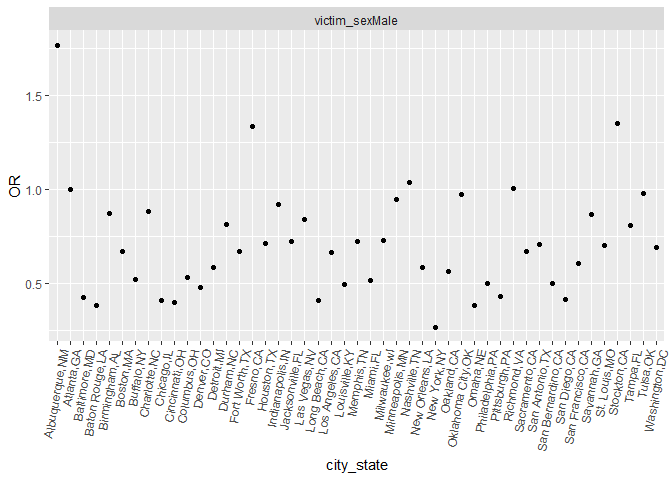 victim_sexMale
OR
1.5
1.0
0.5
Albuquerque,NM
Atlanta,GA
Baltimore,MD
Baton Rouge,LA
Birmingham,AL
Boston,MA
Buffalo,NY
Charlotte,NC
Chicago,IL
Cincinnati,OH
Columbus,OH
Denver,CO
Detroit,MI
Durham,NC
Fort Worth,TX
Fresno,CA
Houston,TX
Indianapolis,IN
Jacksonville,FL
Las Vegas,NV
Long Beach,CA
Los Angeles,CA
Louisville,KY
Memphis,TN
Miami,FL
Milwaukee,wI
Minneapolis,MN
Nashville,TN
New Orleans,LA
New York,NY
Oakland,CA
Oklahoma City,OK
Omaha,NE
Philadelphia,PA
Pittsburgh,PA
Richmond,VA
Sacramento,CA
San Antonio,TX
San Bernardino,CA
San Diego,CA
San Francisco,CA
Savannah,GA
St. Louis,MO
Stockton,CA
Tampa,FL
Tulsa,OK
Washington,DC
city_state